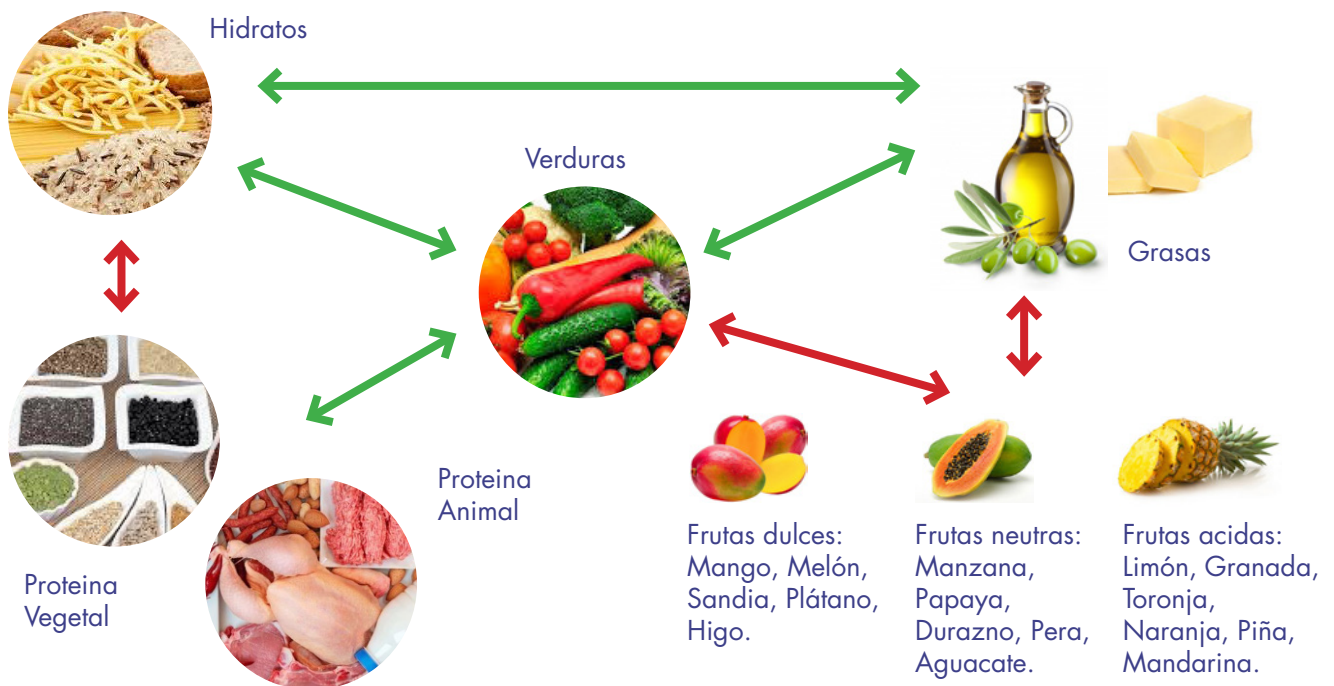 Hidratos
Verduras
Grasas
Proteina
Animal
Proteina
Vegetal
Frutas dulces:
Mango, Melón,
Sandia, Plátano,
Higo.
Frutas neutras:
Manzana,
Papaya,
Durazno, Pera,
Aguacate.
Frutas acidas:
Limón, Granada,
Toronja,
Naranja, Piña,
Mandarina.